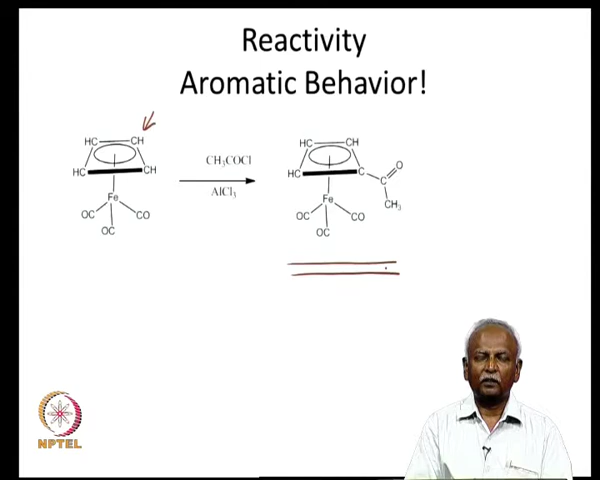 Reactivity
Aromatic Behavior!
HC CH
HC CH
Fe
OC CO
OC
CH3COCl
AlCl3
HC CH
HC C C O
Fe CH3
OC CO
OC
NPTEL